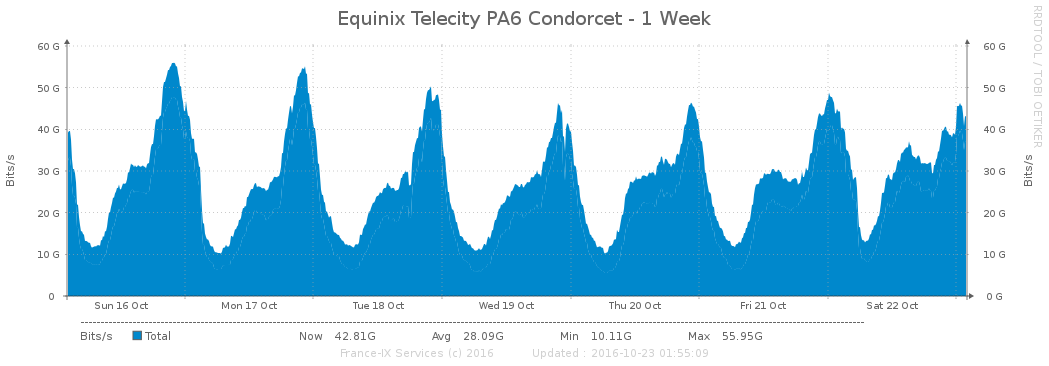 Equinix Telecity PA6 Condorcet - 1 Week
RRDTOOL / TOBI OETIKER
Bits/s
60 G
50 G
40 G
30 G
20 G
10 G
0
60 G
50 G
40 G
30 G
20 G
10 G
0 G
Bits/s
Sun 16 Oct Mon 17 Oct Tue 18 Oct Wed 19 Oct Thu 20 Oct Fri 21 Oct Sat 22 Oct
Bits/s Total Now 42.81G Avg 28.09G Min 10.11G Max 55.95G
France-IX Services (c) 2016 Updated : 2016-10-23 01:55:09